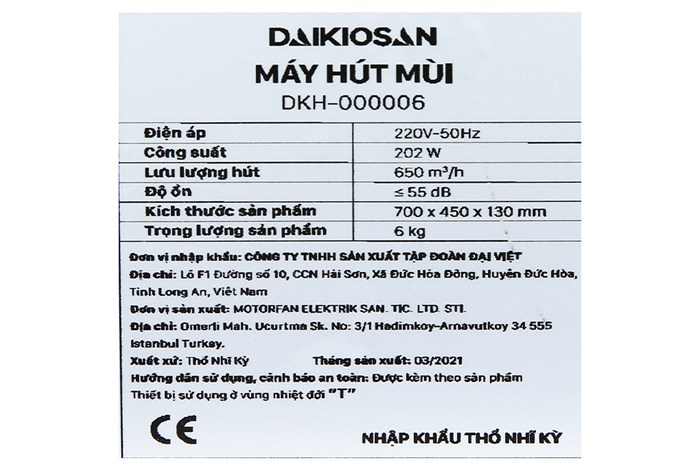 DAIKIOSAN
MÁY HÚT MÙI
DKH-000006
Điện áp 220V-50Hz
Công suất 202 W
Lưu lượng hút 650 m³/h
Độ ồn ≤ 55 dB
Kích thước sản phẩm 700 x 450 x 130 mm
Trọng lượng sản phẩm 6 kg
Đơn vị nhập khẩu: CÔNG TY TNHH SẢN XUẤT TẬP ĐOÀN ĐẠI VIỆT
Địa chỉ: Lô F1 Đường số 10, CCN Hải Sơn, Xã Đức Hòa Đông, Huyện Đức Hòa,
Tỉnh Long An, Việt Nam
Đơn vị sản xuất: MOTORFAN ELEKTRIK SAN. TIC. LTD. STI.
Địa chỉ: Omerli Mah. Ucurtma Sk. No: 3/1 Hadimkoy-Arnavutkoy 34 555
Istanbul Turkey.
Xuất xứ: Thổ Nhĩ Kỳ Tháng sản xuất: 03/2021
Hướng dẫn sử dụng, cảnh báo an toàn: Được kèm theo sản phẩm
Thiết bị sử dụng ở vùng nhiệt đới "T"
CE
NHẬP KHẨU THỔ NHĨ KỲ